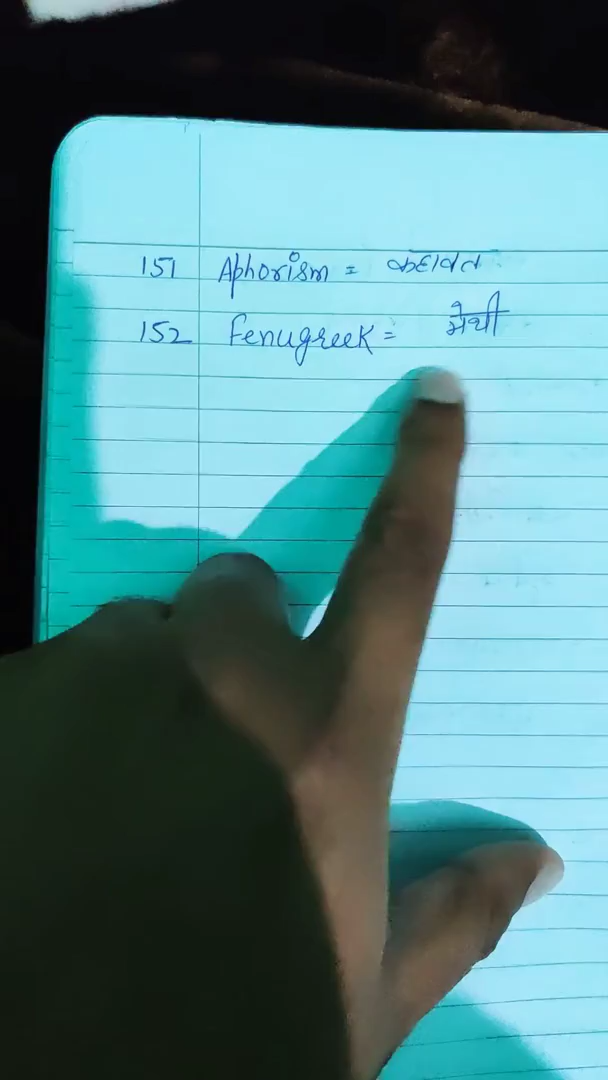 151 Aphorism = कहावत
152 Fenugreek = मेथी